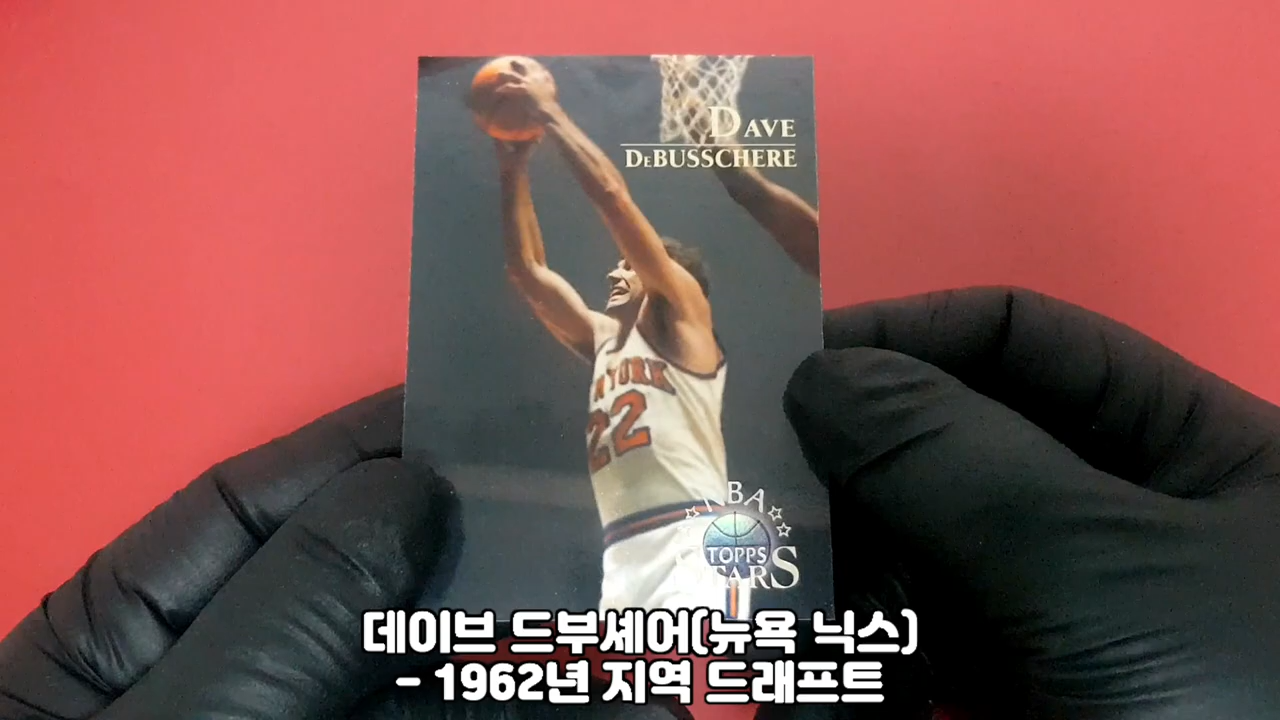 DAVE
DEBUSSCHERE
YORK
22
NBA
TOPPS
STARS
데이브 드부셰어(뉴욕 닉스)
- 1962년 지역 드래프트